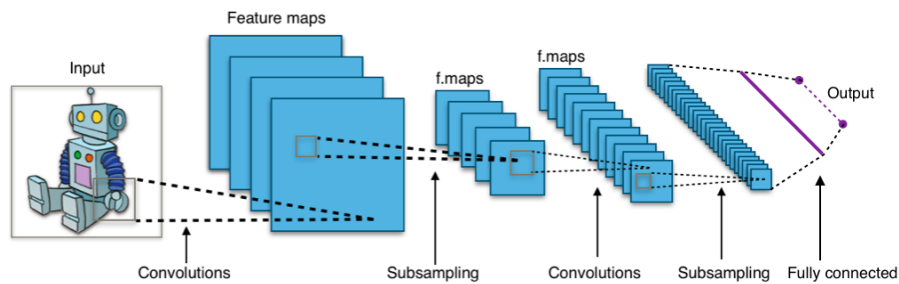 Feature maps
Input
f.maps
f.maps
Output
Convolutions
Subsampling
Convolutions
Subsampling
Fully connected